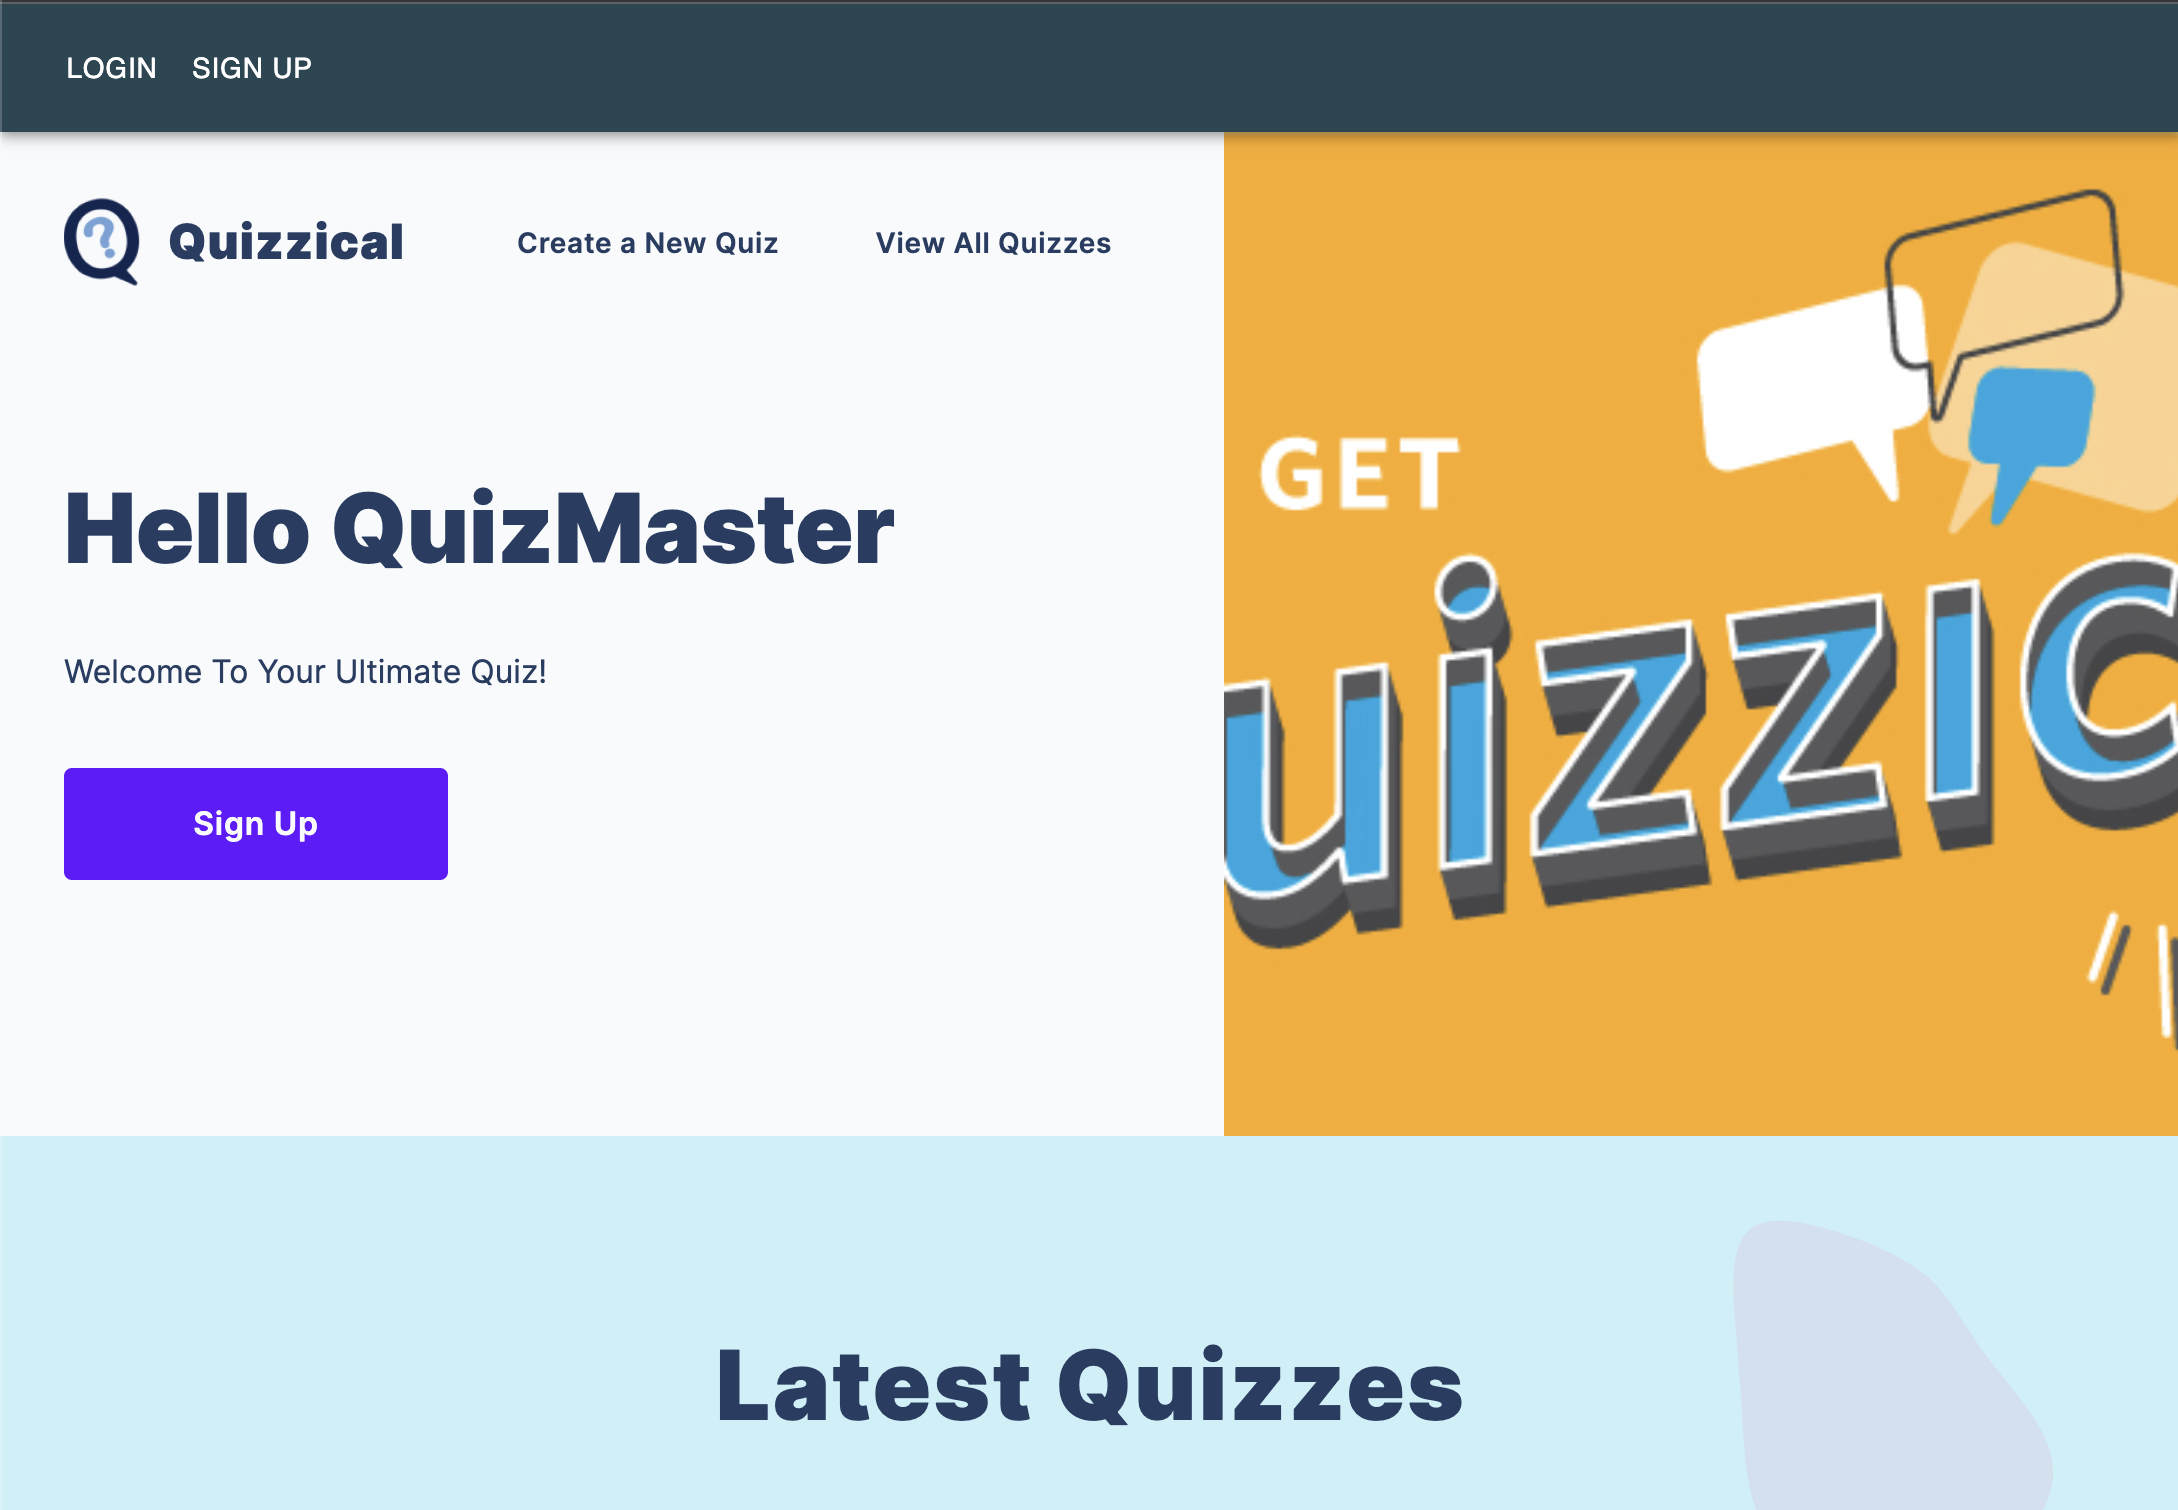 LOGIN SIGN UP
Quizzical Create a New Quiz View All Quizzes
Hello QuizMaster
Welcome To Your Ultimate Quiz!
Sign Up
GET
uizzic
Latest Quizzes